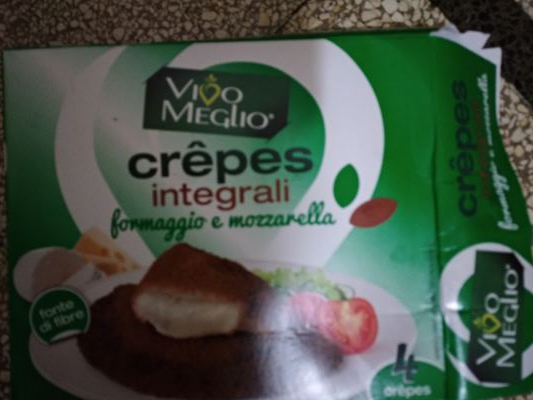 VIVO
MEGLIO®
crêpes
integrali
formaggio e mozzarella
fonte
di fibre
4
crêpes
crêpes
formaggio e mozzarella
VIVO
MEGLIO®